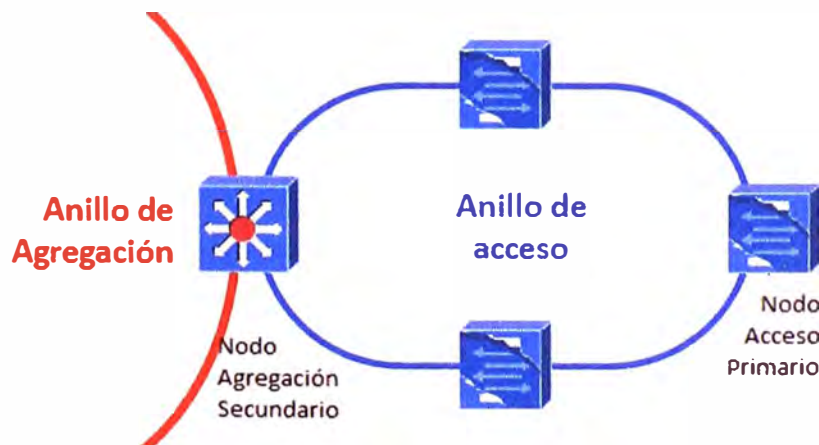 Anillo de
Agregación
Anillo de
acceso
Nodo
Acceso
Primario
Nodo
Agregación
Secundario